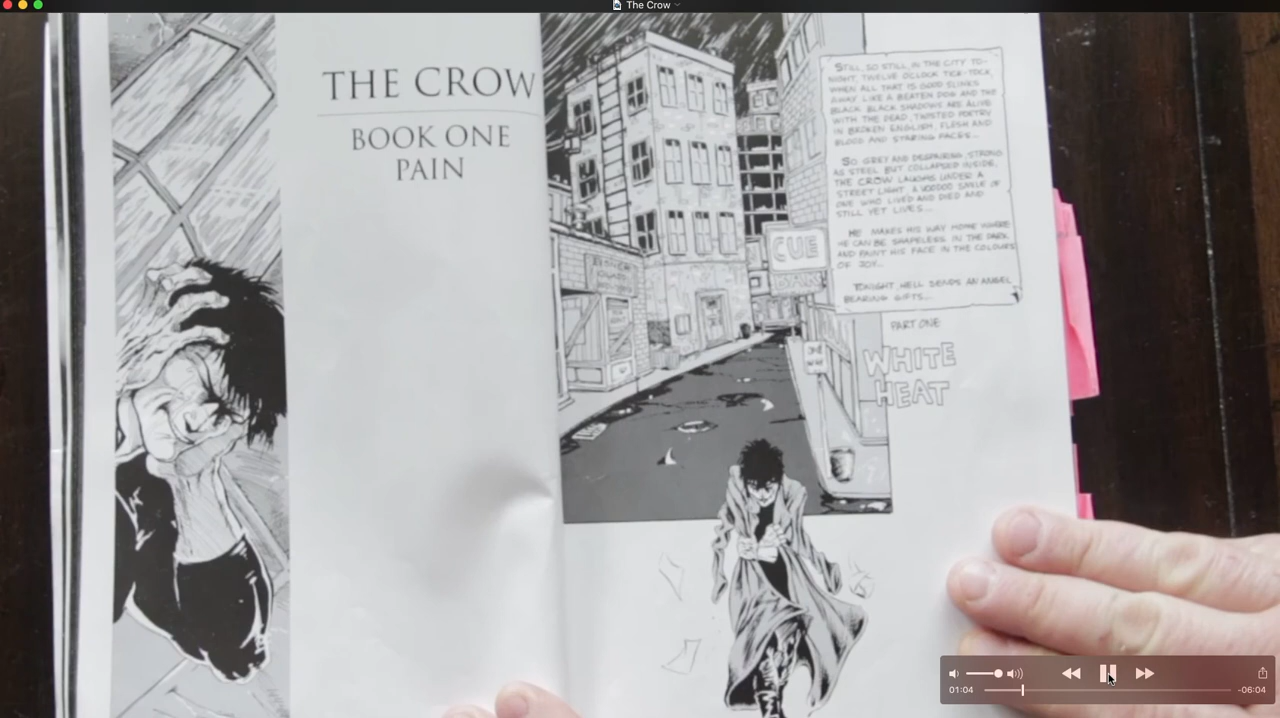 The Crow
THE CROW
BOOK ONE
PAIN
STILL, SO STILL, IN THE CITY TO-
NIGHT, TWELVE O'CLOCK TICK-TOCK,
WHEN ALL THAT IS GOOD SLINKS
AWAY LIKE A BEATEN DOG AND THE
BLACK BLACK SHADOWS ARE ALIVE
WITH THE DEAD, TWISTED POETRY
IN BROKEN ENGLISH, FLESH AND
BLOOD AND STARING FACES...
SO GREY AND DESPAIRING, STRONG
AS STEEL BUT COLLAPSED INSIDE,
THE CROW LAUGHS UNDER A
STREET LIGHT. A VOODOO SMILE OF
ONE WHO LIVED AND DIED AND
STILL YET LIVES...
HE MAKES HIS WAY HOME WHERE
HE CAN BE SHAPELESS IN THE DARK
AND PAINT HIS FACE IN THE COLOURS
OF JOY...
TONIGHT, HELL SENDS AN ANGEL
BEARING GIFTS...
CUE
PART ONE
WHITE
HEAT
01:04
-06:04